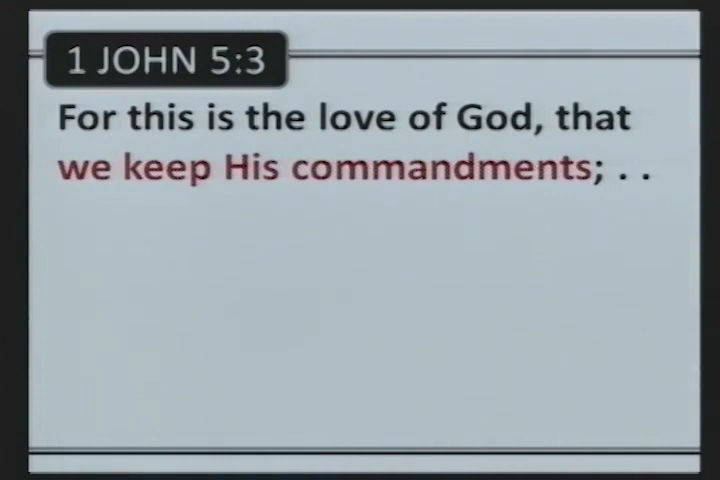 1 JOHN 5:3
For this is the love of God, that
we keep His commandments; . .